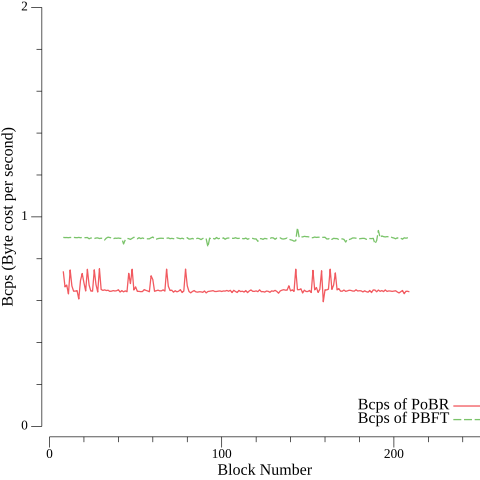 2
1
0
Bcps (Byte cost per second)
Bcps of PoBR
Bcps of PBFT
0 100 200
Block Number